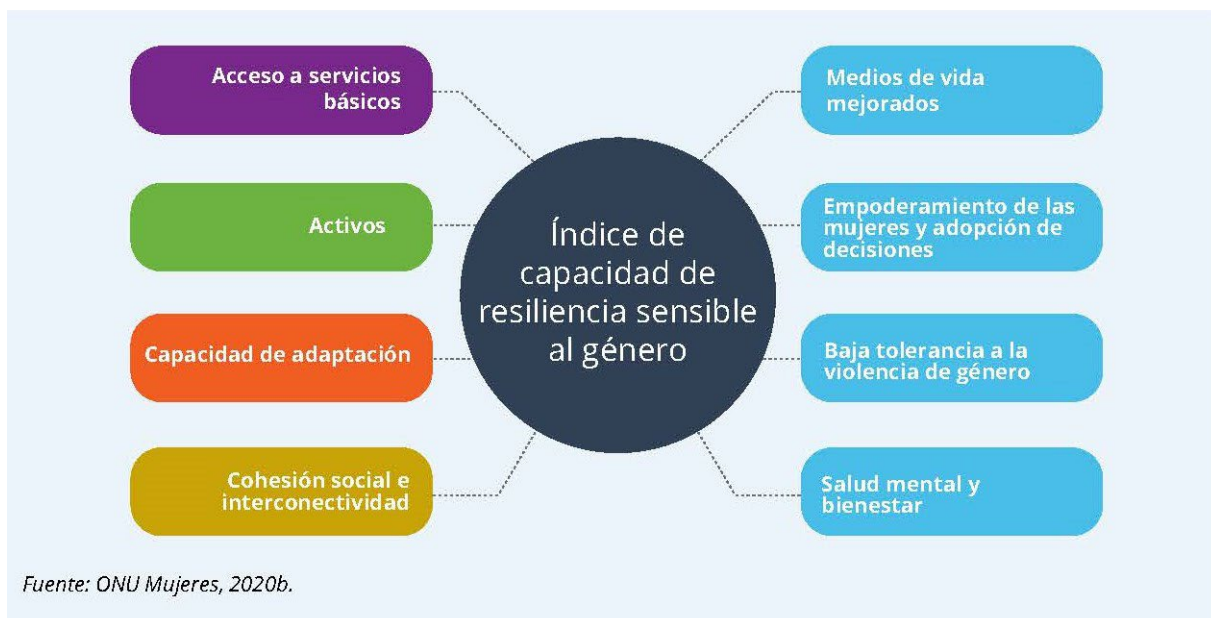 Acceso a servicios
básicos
Activos
Capacidad de adaptación
Cohesión social e
interconectividad
Índice de
capacidad de
resiliencia sensible
al género
Medios de vida
mejorados
Empoderamiento de las
mujeres y adopción de
decisiones
Baja tolerancia a la
violencia de género
Salud mental y
bienestar
Fuente: ONU Mujeres, 2020b.